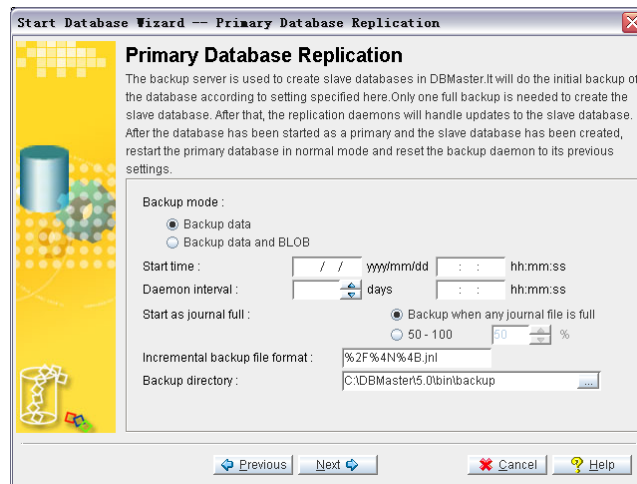 Start Database Wizard -- Primary Database Replication
Primary Database Replication
The backup server is used to create slave databases in DBMaster.It will do the initial backup of
the database according to setting specified here.Only one full backup is needed to create the
slave database. After that, the replication daemons will handle updates to the slave database.
After the database has been started as a primary and the slave database has been created,
restart the primary database in normal mode and reset the backup daemon to its previous
settings.
Backup mode :
Backup data
Backup data and BLOB
Start time : / / yyyy/mm/dd : : hh:mm:ss
Daemon interval : days : : hh:mm:ss
Start as journal full : Backup when any journal file is full
50 - 100 50 %
Incremental backup file format : %2F%4N%4B.jnl
Backup directory : C:\DBMaster\5.0\bin\backup ...
Previous Next Cancel Help